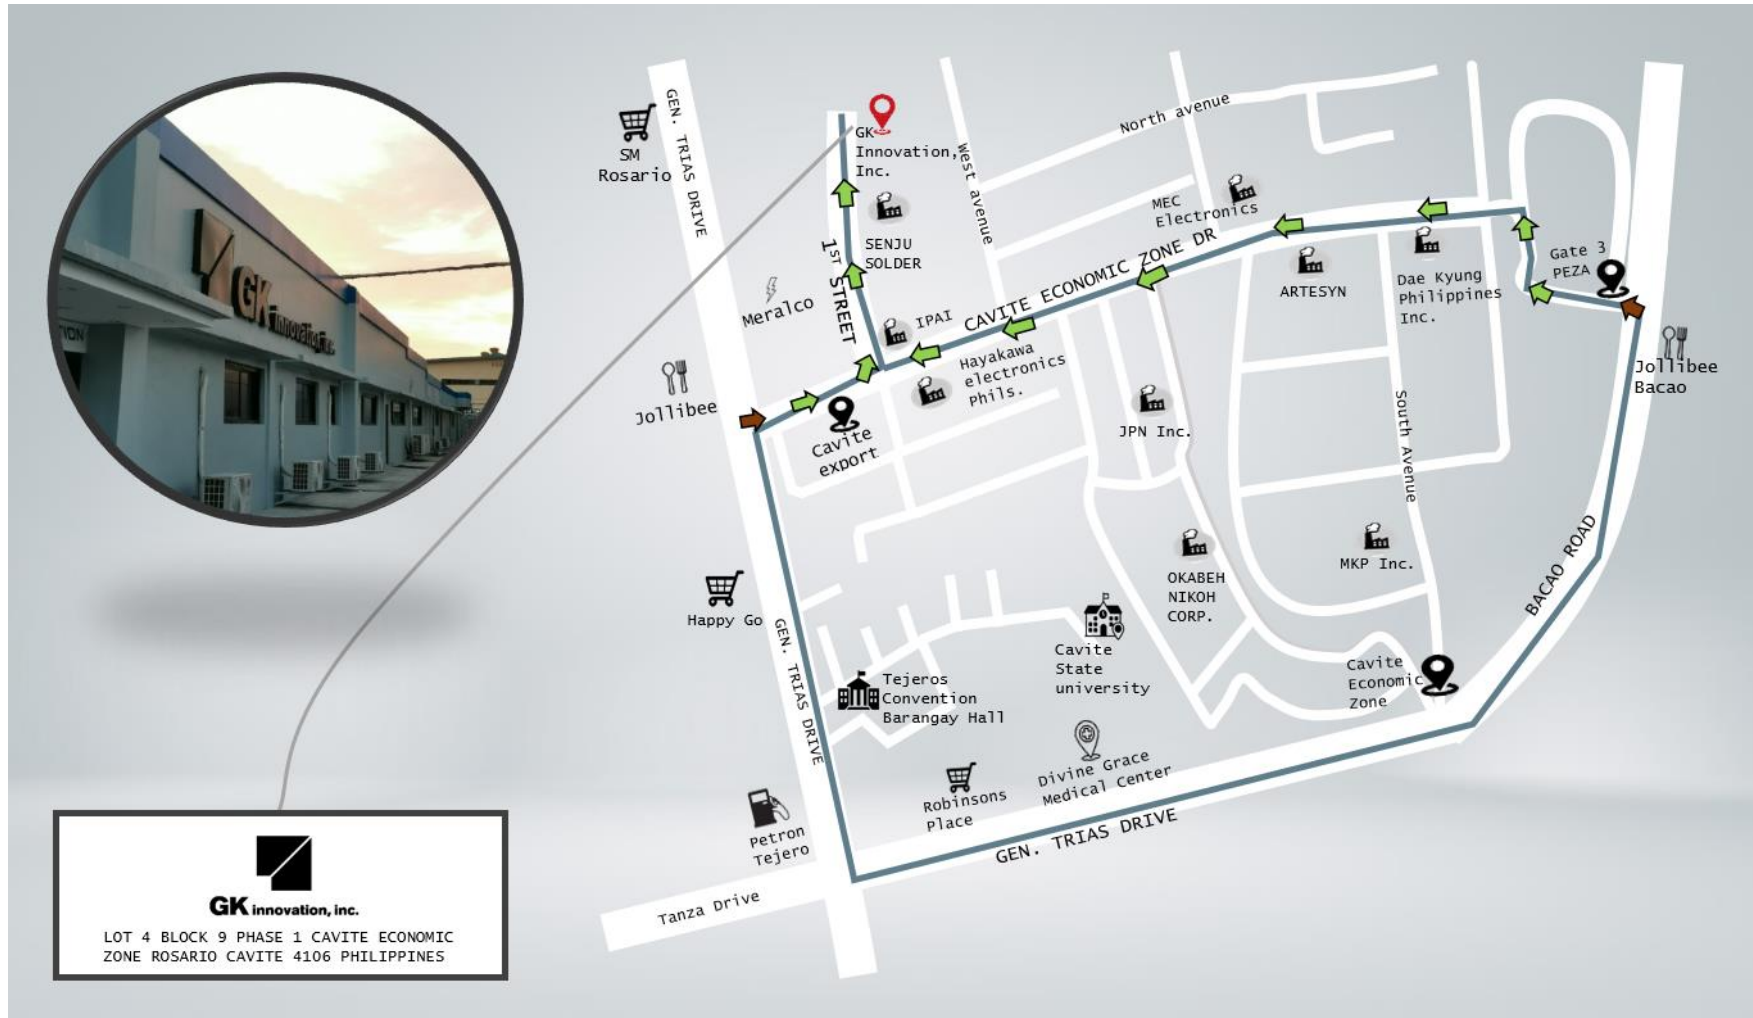 GK innovation, inc.
GK innovation, inc.
LOT 4 BLOCK 9 PHASE 1 CAVITE ECONOMIC
ZONE ROSARIO CAVITE 4106 PHILIPPINES
SM
Rosario
GEN. TRIAS DRIVE
GK
Innovation,
Inc.
West avenue
North avenue
MEC
Electronics
SENJU
SOLDER
1ST STREET
Meralco
IPAI
CAVITE ECONOMIC ZONE DR
ARTESYN
Dae Kyung
Philippines
Inc.
Gate 3
PEZA
Jollibee
Bacao
Jollibee
Cavite
export
Hayakawa
electronics
Phils.
JPN Inc.
South Avenue
OKABEH
NIKOH
CORP.
MKP Inc.
BACAO ROAD
Happy Go
GEN. TRIAS DRIVE
Tejeros
Convention
Barangay Hall
Cavite
State
university
Cavite
Economic
Zone
Petron
Tejero
Robinsons
Place
Divine Grace
Medical Center
GEN. TRIAS DRIVE
Tanza Drive